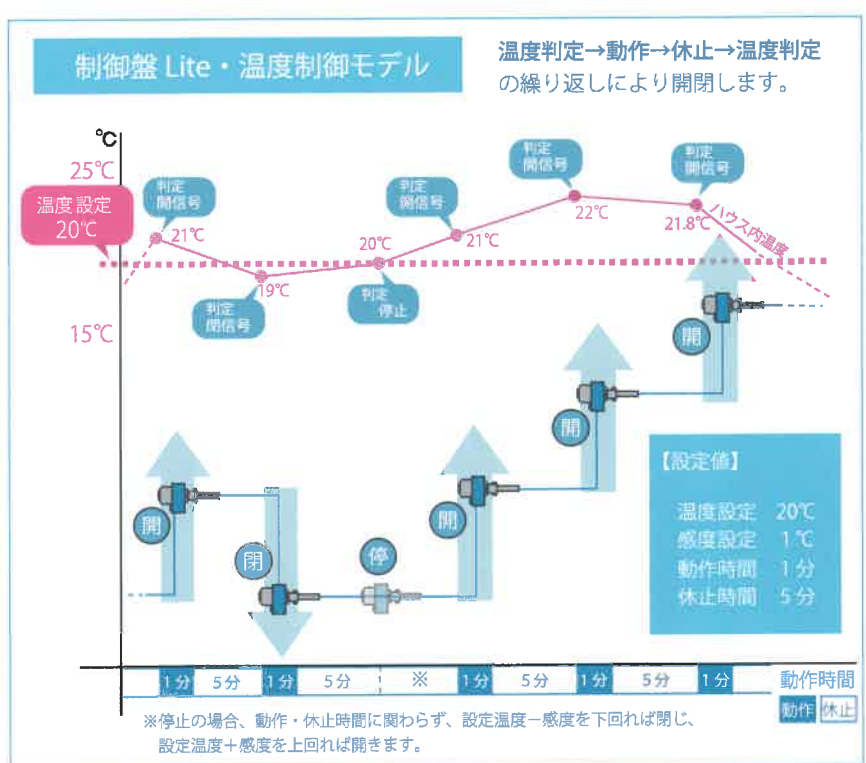 制御盤 Lite・温度制御モデル
温度判定→動作→休止→温度判定
の繰り返しにより開閉します。
℃
25℃
温度設定
20℃
15℃
判定
開信号
21℃
判定
閉信号
19℃
20℃
判定
停止
判定
開信号
21℃
判定
開信号
22℃
判定
開信号
21.8℃
ハウス内温度
開
閉
停
開
開
開
【設定値】
温度設定 20℃
感度設定 1℃
動作時間 1分
休止時間 5分
1分 5分 1分 5分 ※ 1分 5分 1分 5分 1分 動作時間
動作 休止
※停止の場合、動作・休止時間に関わらず、設定温度－感度を下回れば閉じ、
設定温度＋感度を上回れば開きます。